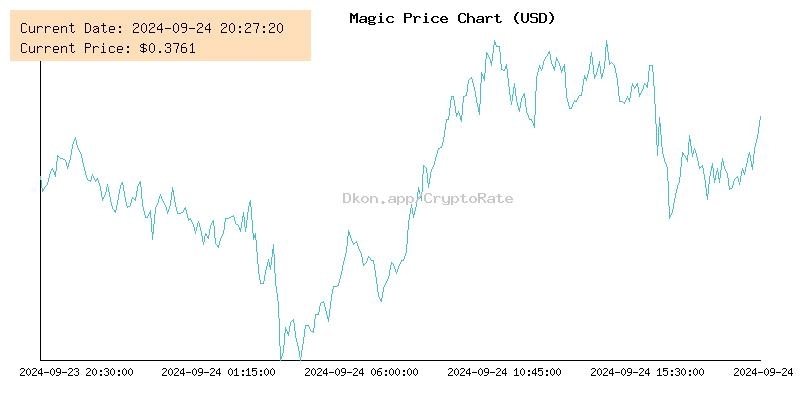 Magic Price Chart (USD)
Current Date: 2024-09-24 20:27:20
Current Price: $0.3761
Dkon.app/CryptoRate
2024-09-23 20:30:00
2024-09-24 01:15:00
2024-09-24 06:00:00
2024-09-24 10:45:00
2024-09-24 15:30:00
2024-09-24